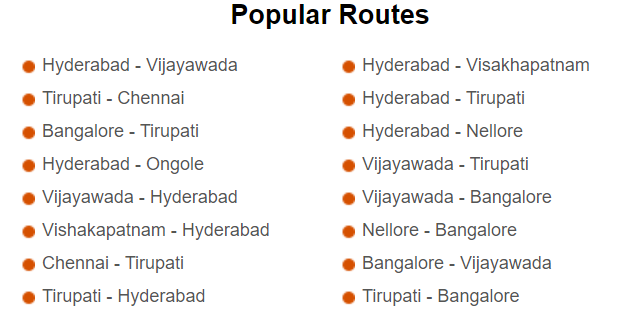 Popular Routes
Hyderabad - Vijayawada
Tirupati - Chennai
Bangalore - Tirupati
Hyderabad - Ongole
Vijayawada - Hyderabad
Vishakapatnam - Hyderabad
Chennai - Tirupati
Tirupati - Hyderabad
Hyderabad - Visakhapatnam
Hyderabad - Tirupati
Hyderabad - Nellore
Vijayawada - Tirupati
Vijayawada - Bangalore
Nellore - Bangalore
Bangalore - Vijayawada
Tirupati - Bangalore